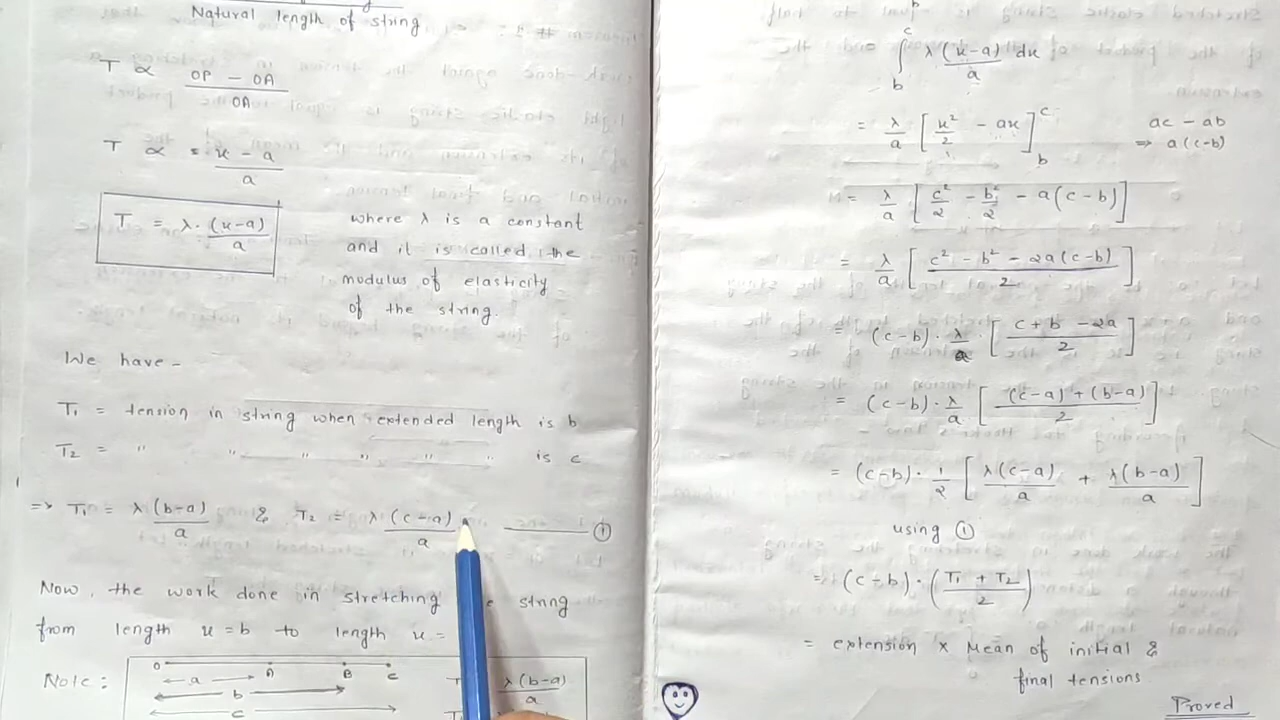 Natural length of string
T ∝ OP - OA / OA
T ∝ = x - a / a
T = λ. (x-a) / a
where λ is a constant
and it is called the
modulus of elasticity
of the string.
We have -
T₁ = tension in string when extended length is b
T₂ = " " " " " " is c
=> T₁ = λ (b-a) / a & T₂ = λ (c-a) / a ——— ①
Now, the work done in stretching string
from length x = b to length x =
Note:
O A B C
a
b
c
T λ(b-a) / a
T
∫_b^c λ (x-a) / a dx
= λ/a [ x²/2 - ax ]_b^c
ac - ab
=> a(c-b)
= λ/a [ c²/2 - b²/2 - a(c-b) ]
= λ/a [ c² - b² - 2a(c-b) / 2 ]
= (c-b) · λ/a · [ c+b - 2a / 2 ]
= (c-b) · λ/a [ (c-a) + (b-a) / 2 ]
= (c-b) · 1/2 [ λ(c-a) / a + λ(b-a) / a ]
using ①
= (c-b) · ( T₁ + T₂ / 2 )
= extension x Mean of initial &
final tensions
Proved